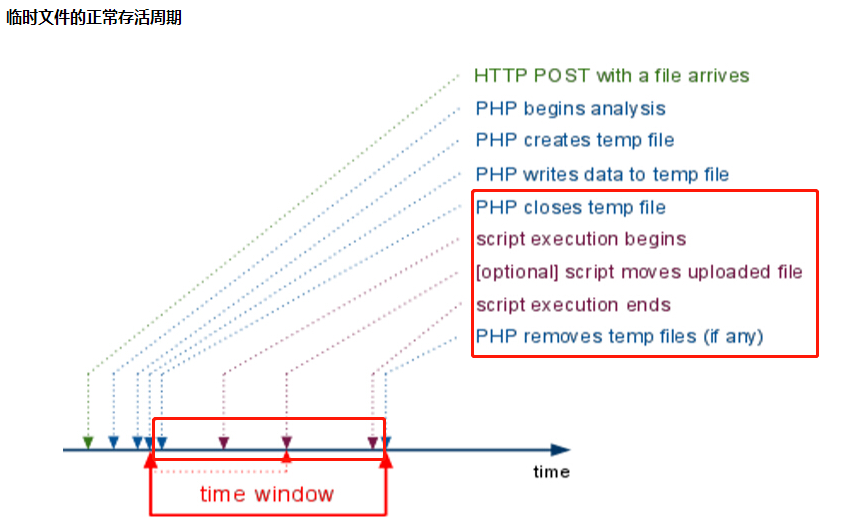 临时文件的正常存活周期
HTTP POST with a file arrives
PHP begins analysis
PHP creates temp file
PHP writes data to temp file
PHP closes temp file
script execution begins
[optional] script moves uploaded file
script execution ends
PHP removes temp files (if any)
time
time window